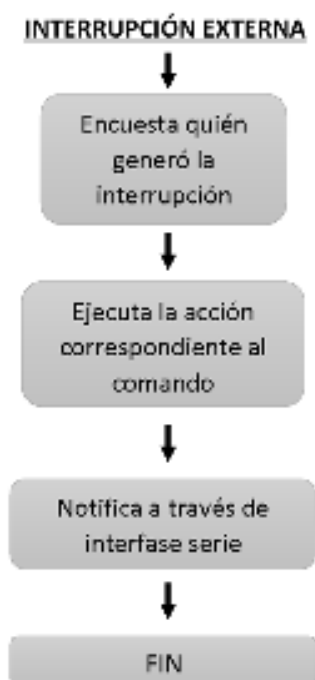 INTERRUPCIÓN EXTERNA
Encuesta quién
generó la
interrupción
Ejecuta la acción
correspondiente al
comando
Notifica a través de
interfase serie
FIN